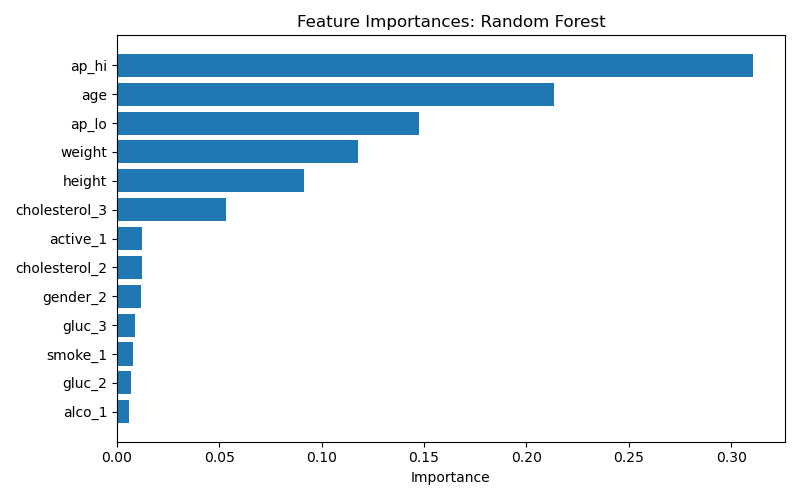 Feature Importances: Random Forest
ap_hi
age
ap_lo
weight
height
cholesterol_3
active_1
cholesterol_2
gender_2
gluc_3
smoke_1
gluc_2
alco_1
0.00 0.05 0.10 0.15 0.20 0.25 0.30
Importance